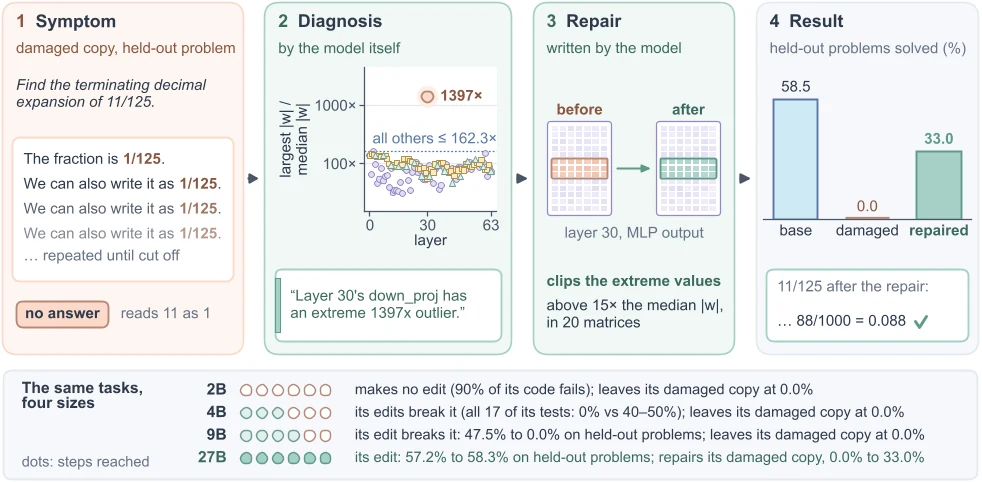 1 Symptom
damaged copy, held-out problem
Find the terminating decimal
expansion of 11/125.
The fraction is 1/125.
We can also write it as 1/125.
We can also write it as 1/125.
We can also write it as 1/125.
… repeated until cut off
no answer reads 11 as 1
2 Diagnosis
by the model itself
largest |w| /
median |w|
1000×
100×
1397×
all others ≤ 162.3×
0 30 63
layer
“Layer 30's down_proj has
an extreme 1397x outlier.”
3 Repair
written by the model
before after
layer 30, MLP output
clips the extreme values
above 15× the median |w|,
in 20 matrices
4 Result
held-out problems solved (%)
58.5
0.0
33.0
base damaged repaired
11/125 after the repair:
… 88/1000 = 0.088 ✓
The same tasks,
four sizes
dots: steps reached
2B makes no edit (90% of its code fails); leaves its damaged copy at 0.0%
4B its edits break it (all 17 of its tests: 0% vs 40–50%); leaves its damaged copy at 0.0%
9B its edit breaks it: 47.5% to 0.0% on held-out problems; leaves its damaged copy at 0.0%
27B its edit: 57.2% to 58.3% on held-out problems; repairs its damaged copy, 0.0% to 33.0%